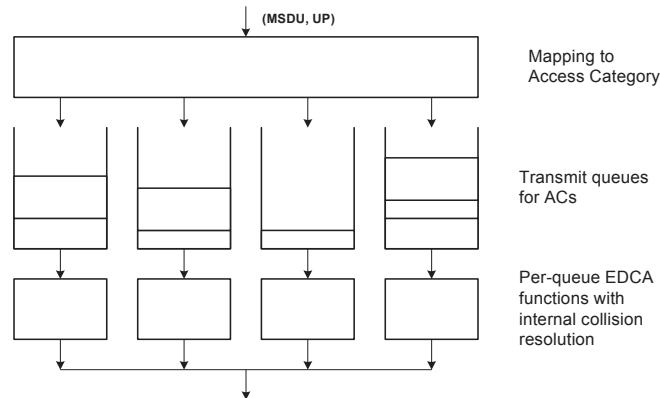 (MSDU, UP)
Mapping to
Access Category
Transmit queues
for ACs
Per-queue EDCA
functions with
internal collision
resolution